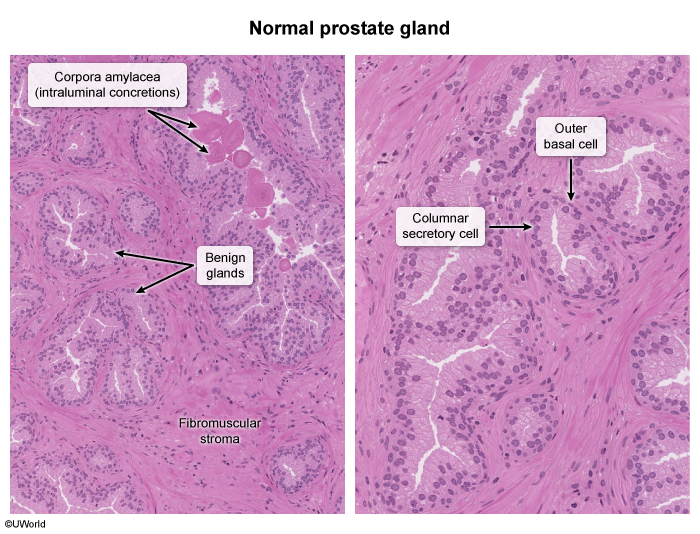 Normal prostate gland
Corpora amylacea
(intraluminal concretions)
Benign
glands
Fibromuscular
stroma
Outer
basal cell
Columnar
secretory cell
©UWorld